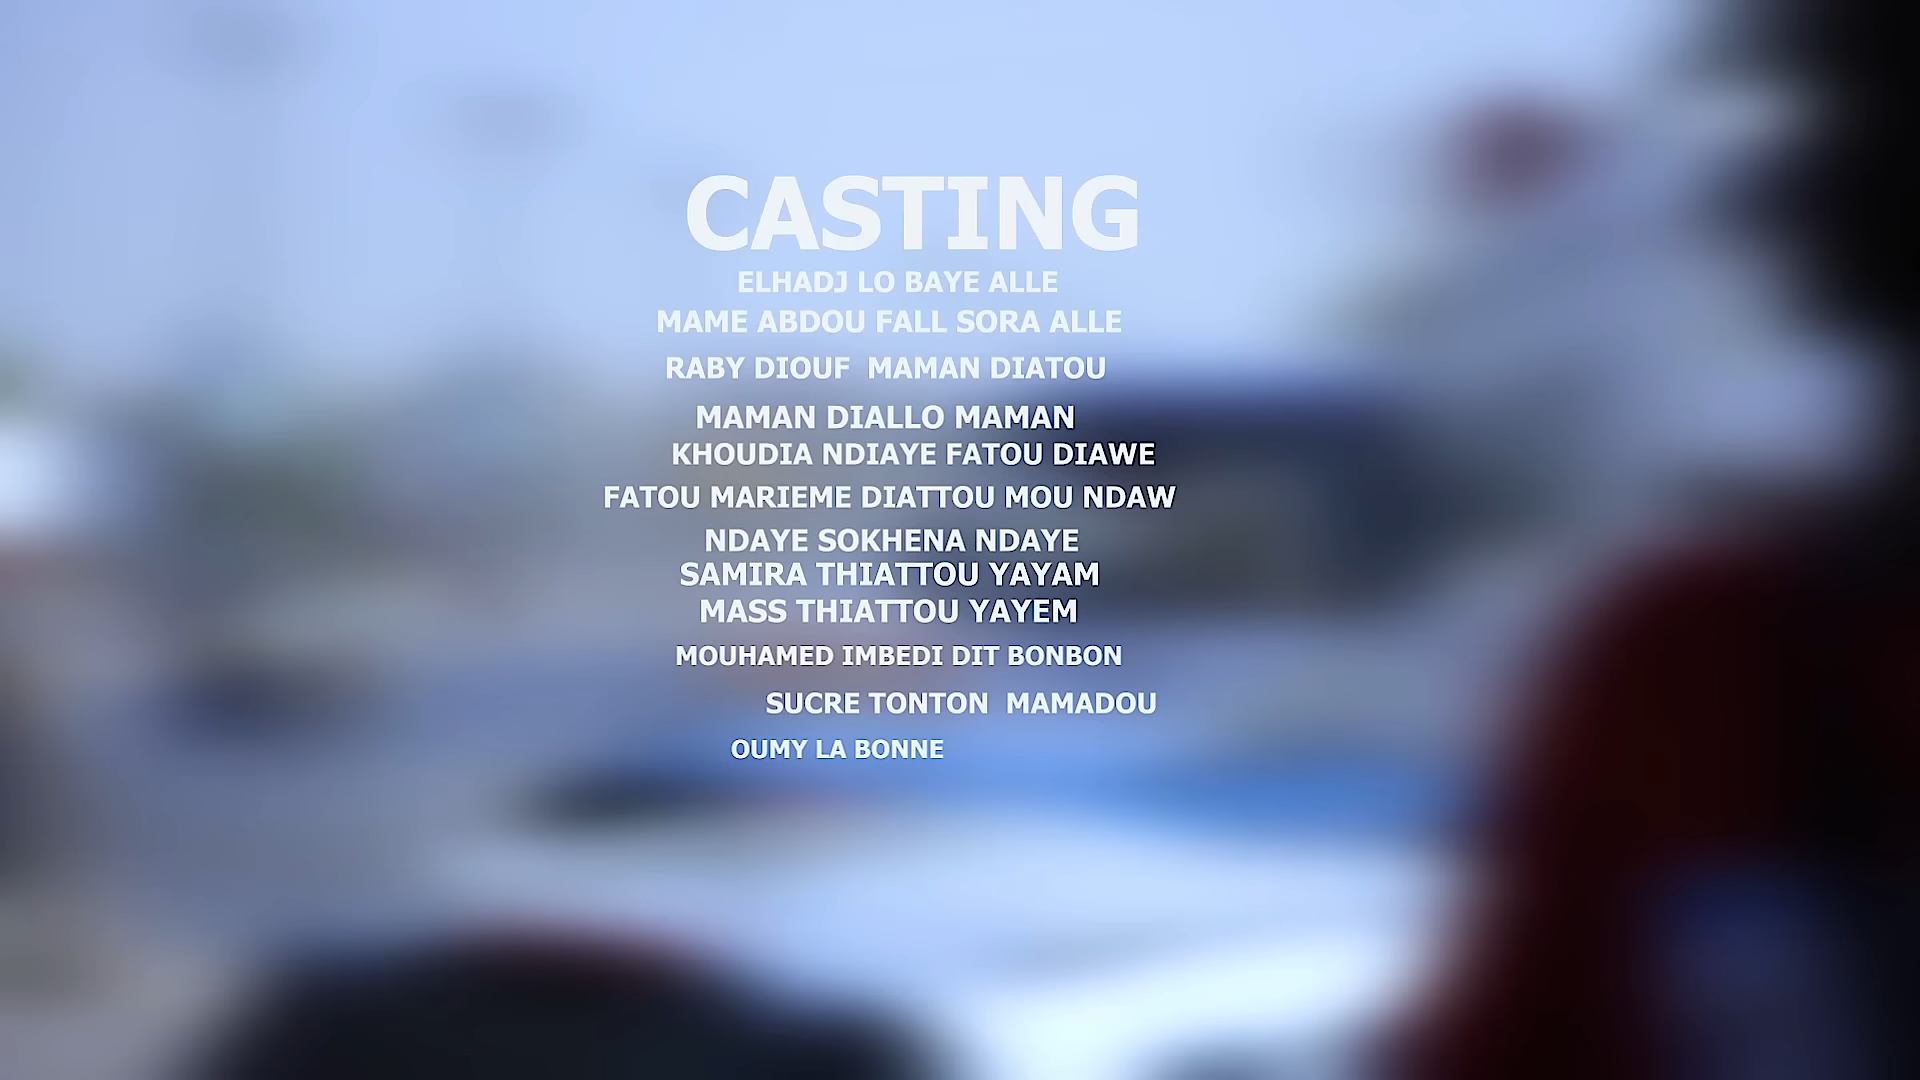 CASTING
ELHADJ LO BAYE ALLE
MAME ABDOU FALL SORA ALLE
RABY DIOUF MAMAN DIATOU
MAMAN DIALLO MAMAN
KHOUDIA NDIAYE FATOU DIAWE
FATOU MARIEME DIATTOU MOU NDAW
NDAYE SOKHENA NDAYE
SAMIRA THIATTOU YAYAM
MASS THIATTOU YAYEM
MOUHAMED IMBEDI DIT BONBON
SUCRE TONTON MAMADOU
OUMY LA BONNE